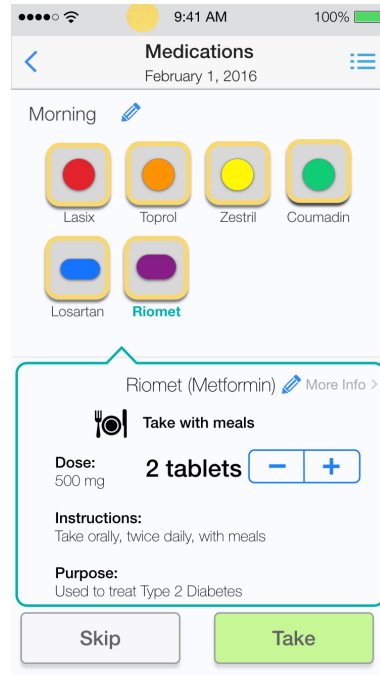 9:41 AM 100%
Medications
February 1, 2016
Morning
Lasix Toprol Zestril Coumadin
Losartan Riomet
Riomet (Metformin) More Info >
Take with meals
Dose:
500 mg
2 tablets − +
Instructions:
Take orally, twice daily, with meals
Purpose:
Used to treat Type 2 Diabetes
Skip Take